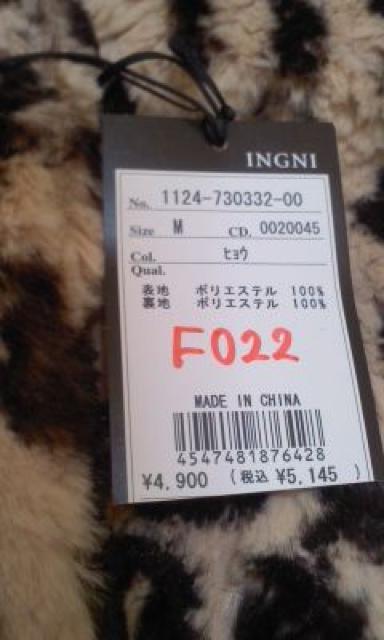 INGNI
No. 1124-730332-00
Size M CD. 0020045
Col. ﾋｮｳ
Qual.
表地 ポリエステル 100%
裏地 ポリエステル 100%
F022
MADE IN CHINA
4547481876428
¥4,900 (税込 ¥5,145 )